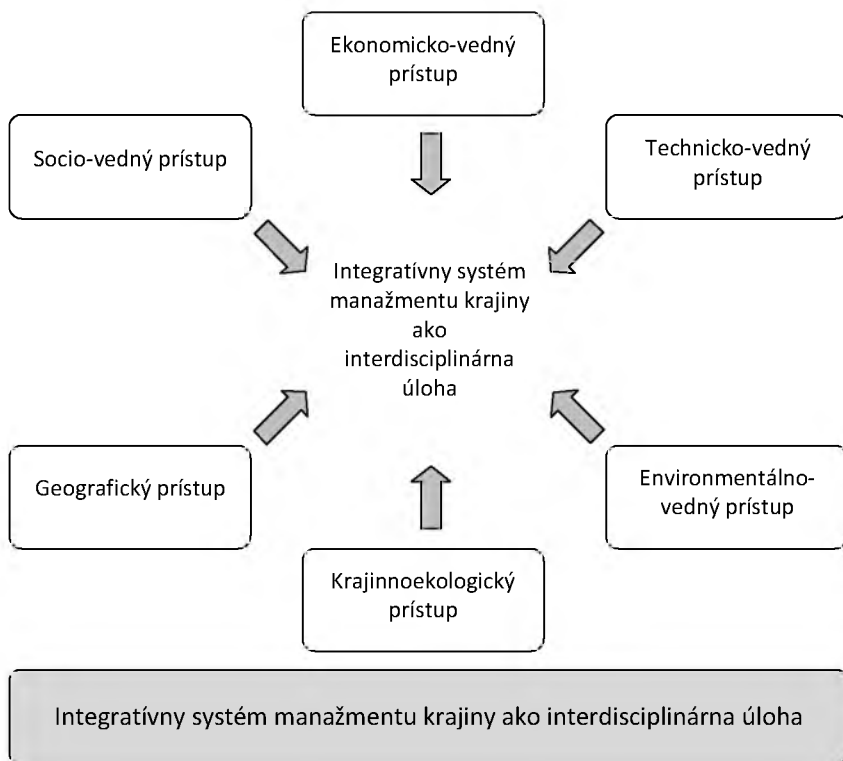 Ekonomicko-vedný
prístup
Socio-vedný prístup
Technicko-vedný
prístup
Integratívny systém
manažmentu krajiny
ako
interdisciplinárna
úloha
Geografický prístup
Environmentálno-
vedný prístup
Krajinnoekologický
prístup
Integratívny systém manažmentu krajiny ako interdisciplinárna úloha